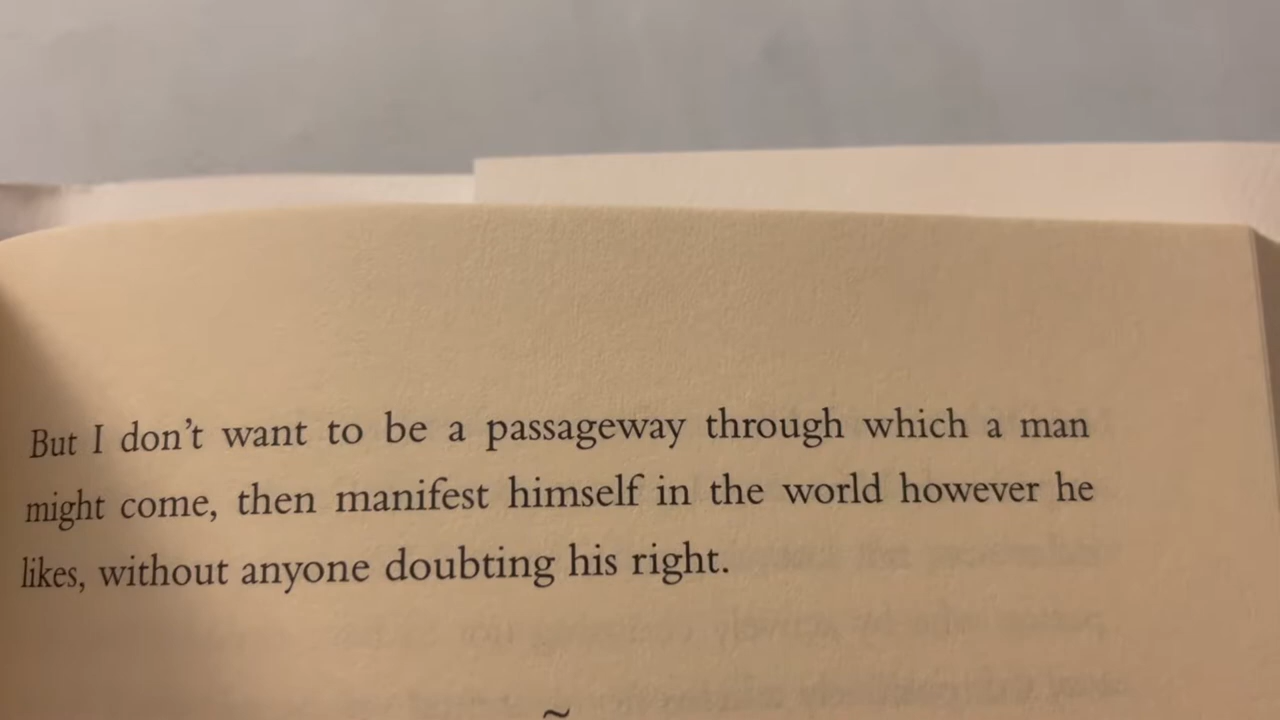 But I don't want to be a passageway through which a man
might come, then manifest himself in the world however he
likes, without anyone doubting his right.
~